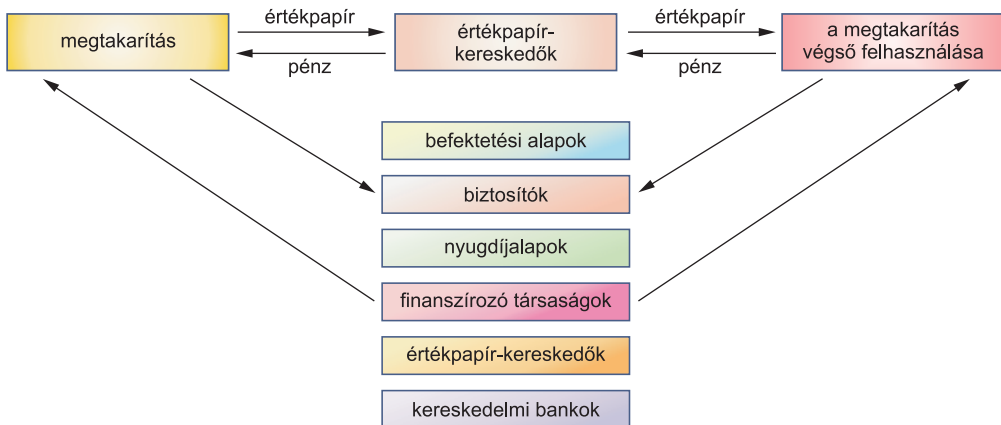 értékpapír
értékpapír
megtakarítás
értékpapír-
kereskedők
a megtakarítás
végső felhasználása
pénz
pénz
befektetési alapok
biztosítók
nyugdíjalapok
finanszírozó társaságok
értékpapír-kereskedők
kereskedelmi bankok